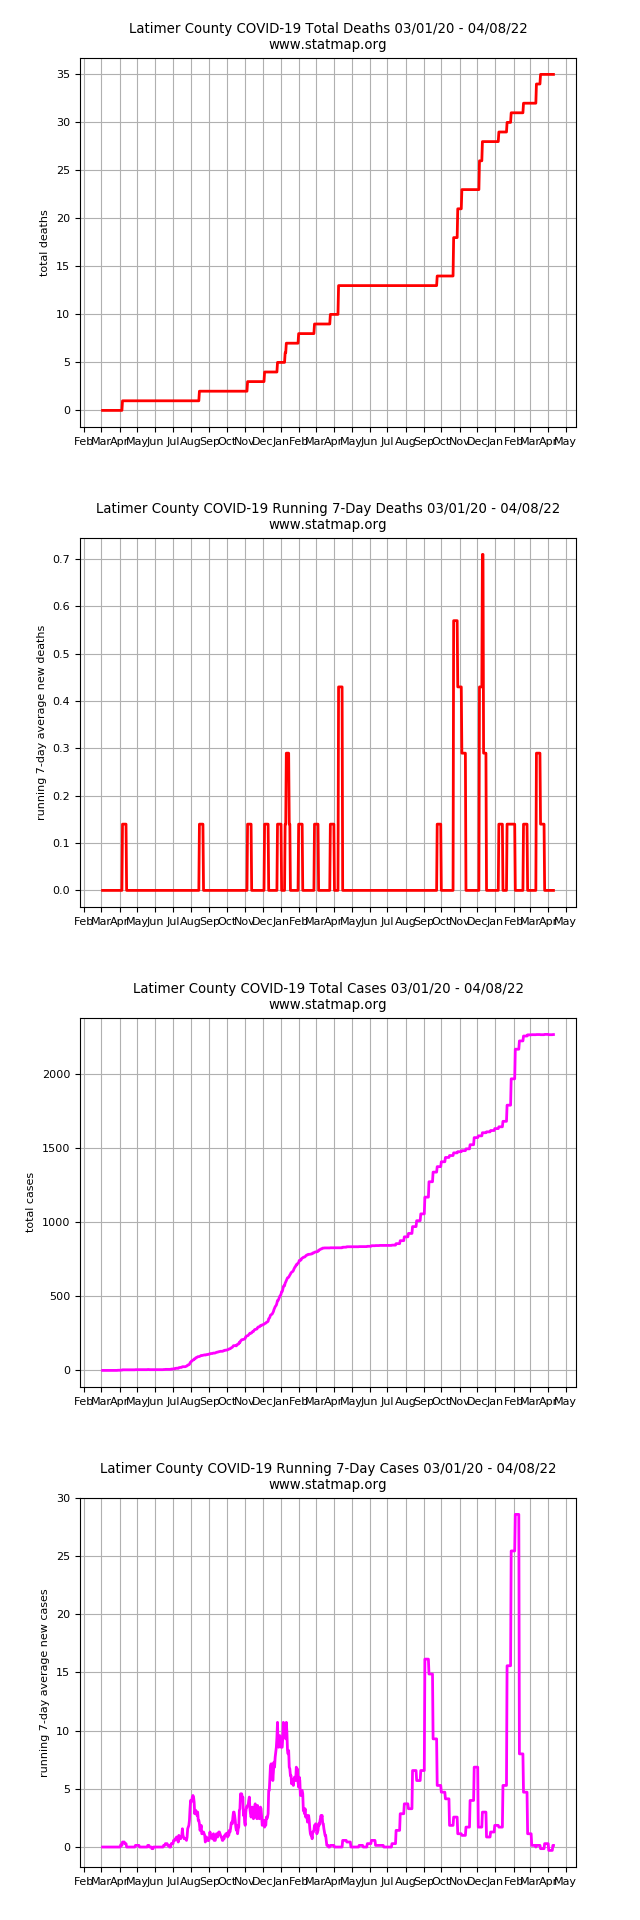 Latimer County COVID-19 Total Deaths 03/01/20 - 04/08/22
www.statmap.org
total deaths
35
30
25
20
15
10
5
0
Feb Mar Apr May Jun Jul Aug Sep Oct Nov Dec Jan Feb Mar Apr May Jun Jul Aug Sep Oct Nov Dec Jan Feb Mar Apr May
Latimer County COVID-19 Running 7-Day Deaths 03/01/20 - 04/08/22
www.statmap.org
running 7-day average new deaths
0.7
0.6
0.5
0.4
0.3
0.2
0.1
0.0
Feb Mar Apr May Jun Jul Aug Sep Oct Nov Dec Jan Feb Mar Apr May Jun Jul Aug Sep Oct Nov Dec Jan Feb Mar Apr May
Latimer County COVID-19 Total Cases 03/01/20 - 04/08/22
www.statmap.org
total cases
2000
1500
1000
500
0
Feb Mar Apr May Jun Jul Aug Sep Oct Nov Dec Jan Feb Mar Apr May Jun Jul Aug Sep Oct Nov Dec Jan Feb Mar Apr May
Latimer County COVID-19 Running 7-Day Cases 03/01/20 - 04/08/22
www.statmap.org
running 7-day average new cases
30
25
20
15
10
5
0
Feb Mar Apr May Jun Jul Aug Sep Oct Nov Dec Jan Feb Mar Apr May Jun Jul Aug Sep Oct Nov Dec Jan Feb Mar Apr May